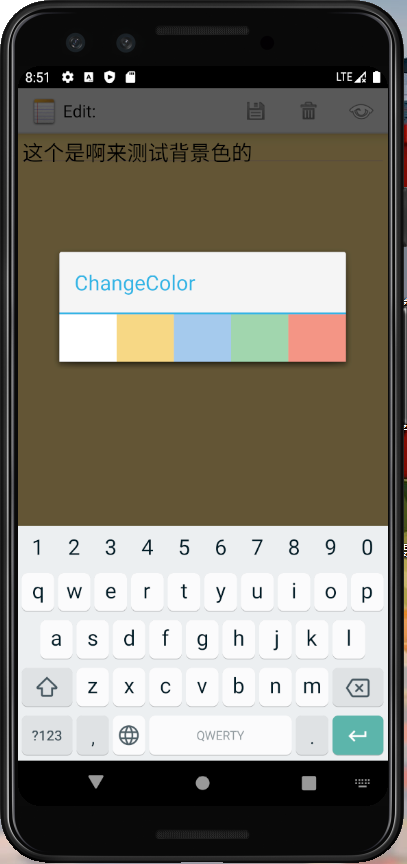 8:51
LTE
Edit:
这个是啊来测试背景色的
ChangeColor
1 2 3 4 5 6 7 8 9 0
q w e r t y u i o p
a s d f g h j k l
z x c v b n m
?123 , QWERTY .